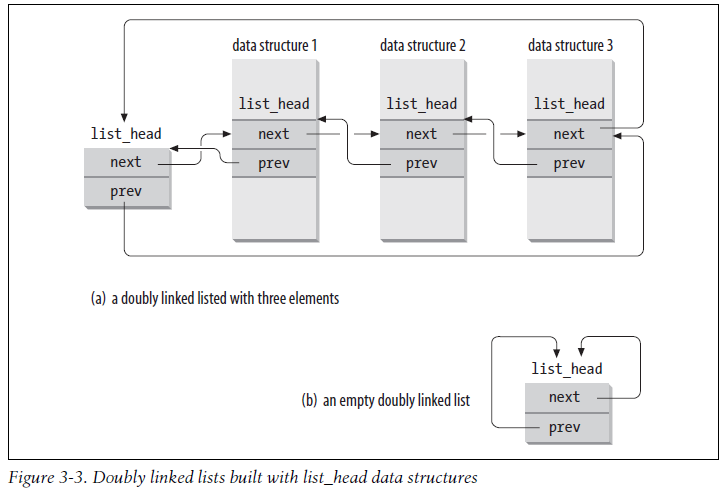 data structure 1 data structure 2 data structure 3
list_head list_head list_head
list_head next next next
next prev prev prev
prev
(a) a doubly linked listed with three elements
list_head
(b) an empty doubly linked list next
prev
Figure 3-3. Doubly linked lists built with list_head data structures